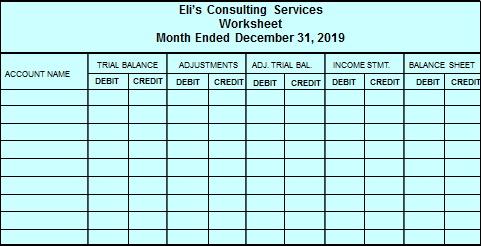 Eli's Consulting Services
Worksheet
Month Ended December 31, 2019
ACCOUNT NAME TRIAL BALANCE ADJUSTMENTS ADJ. TRIAL BAL. INCOME STMT. BALANCE SHEET
DEBIT CREDIT DEBIT CREDIT DEBIT CREDIT DEBIT CREDIT DEBIT CREDIT